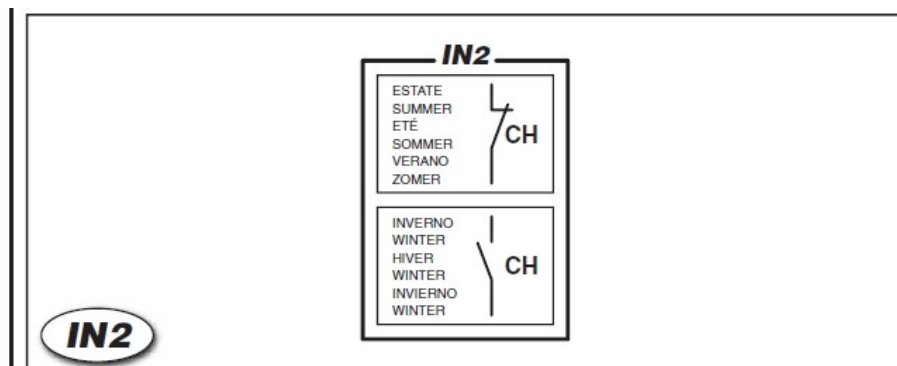 IN2
ESTATE
SUMMER
ETÉ
SOMMER
VERANO
ZOMER
CH
INVERNO
WINTER
HIVER
WINTER
INVIERNO
WINTER
CH
IN2